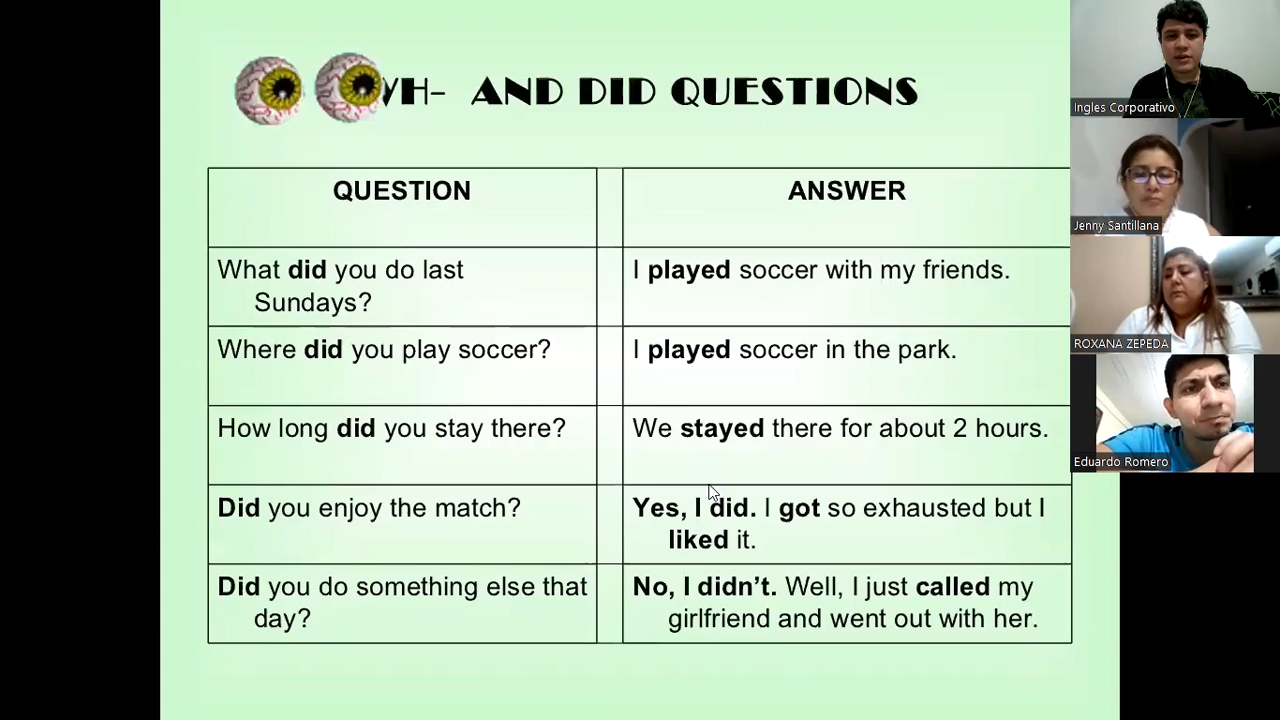 WH- AND DID QUESTIONS
QUESTION
ANSWER
What did you do last
Sundays?
I played soccer with my friends.
Where did you play soccer?
I played soccer in the park.
How long did you stay there?
We stayed there for about 2 hours.
Did you enjoy the match?
Yes, I did. I got so exhausted but I
liked it.
Did you do something else that
day?
No, I didn't. Well, I just called my
girlfriend and went out with her.
Ingles Corporativo
Jenny Santillana
ROXANA ZEPEDA
Eduardo Romero